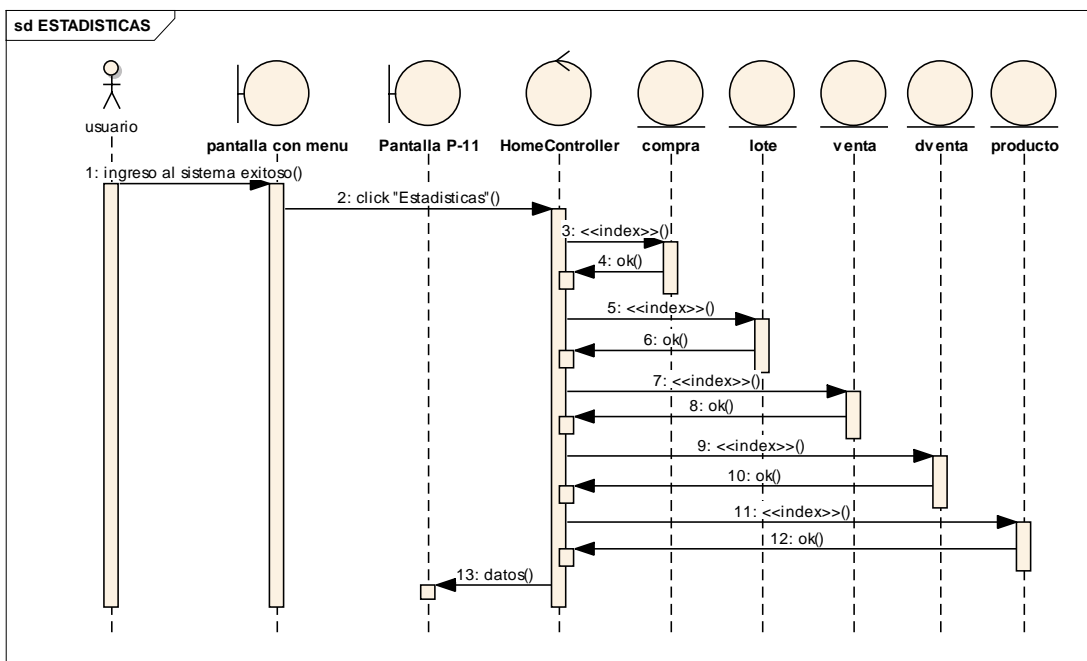 sd ESTADISTICAS
usuario
pantalla con menu
Pantalla P-11
HomeController
compra
lote
venta
dventa
producto
1: ingreso al sistema exitoso()
2: click "Estadisticas"()
3: <<index>>()
4: ok()
5: <<index>>()
6: ok()
7: <<index>>()
8: ok()
9: <<index>>()
10: ok()
11: <<index>>()
12: ok()
13: datos()